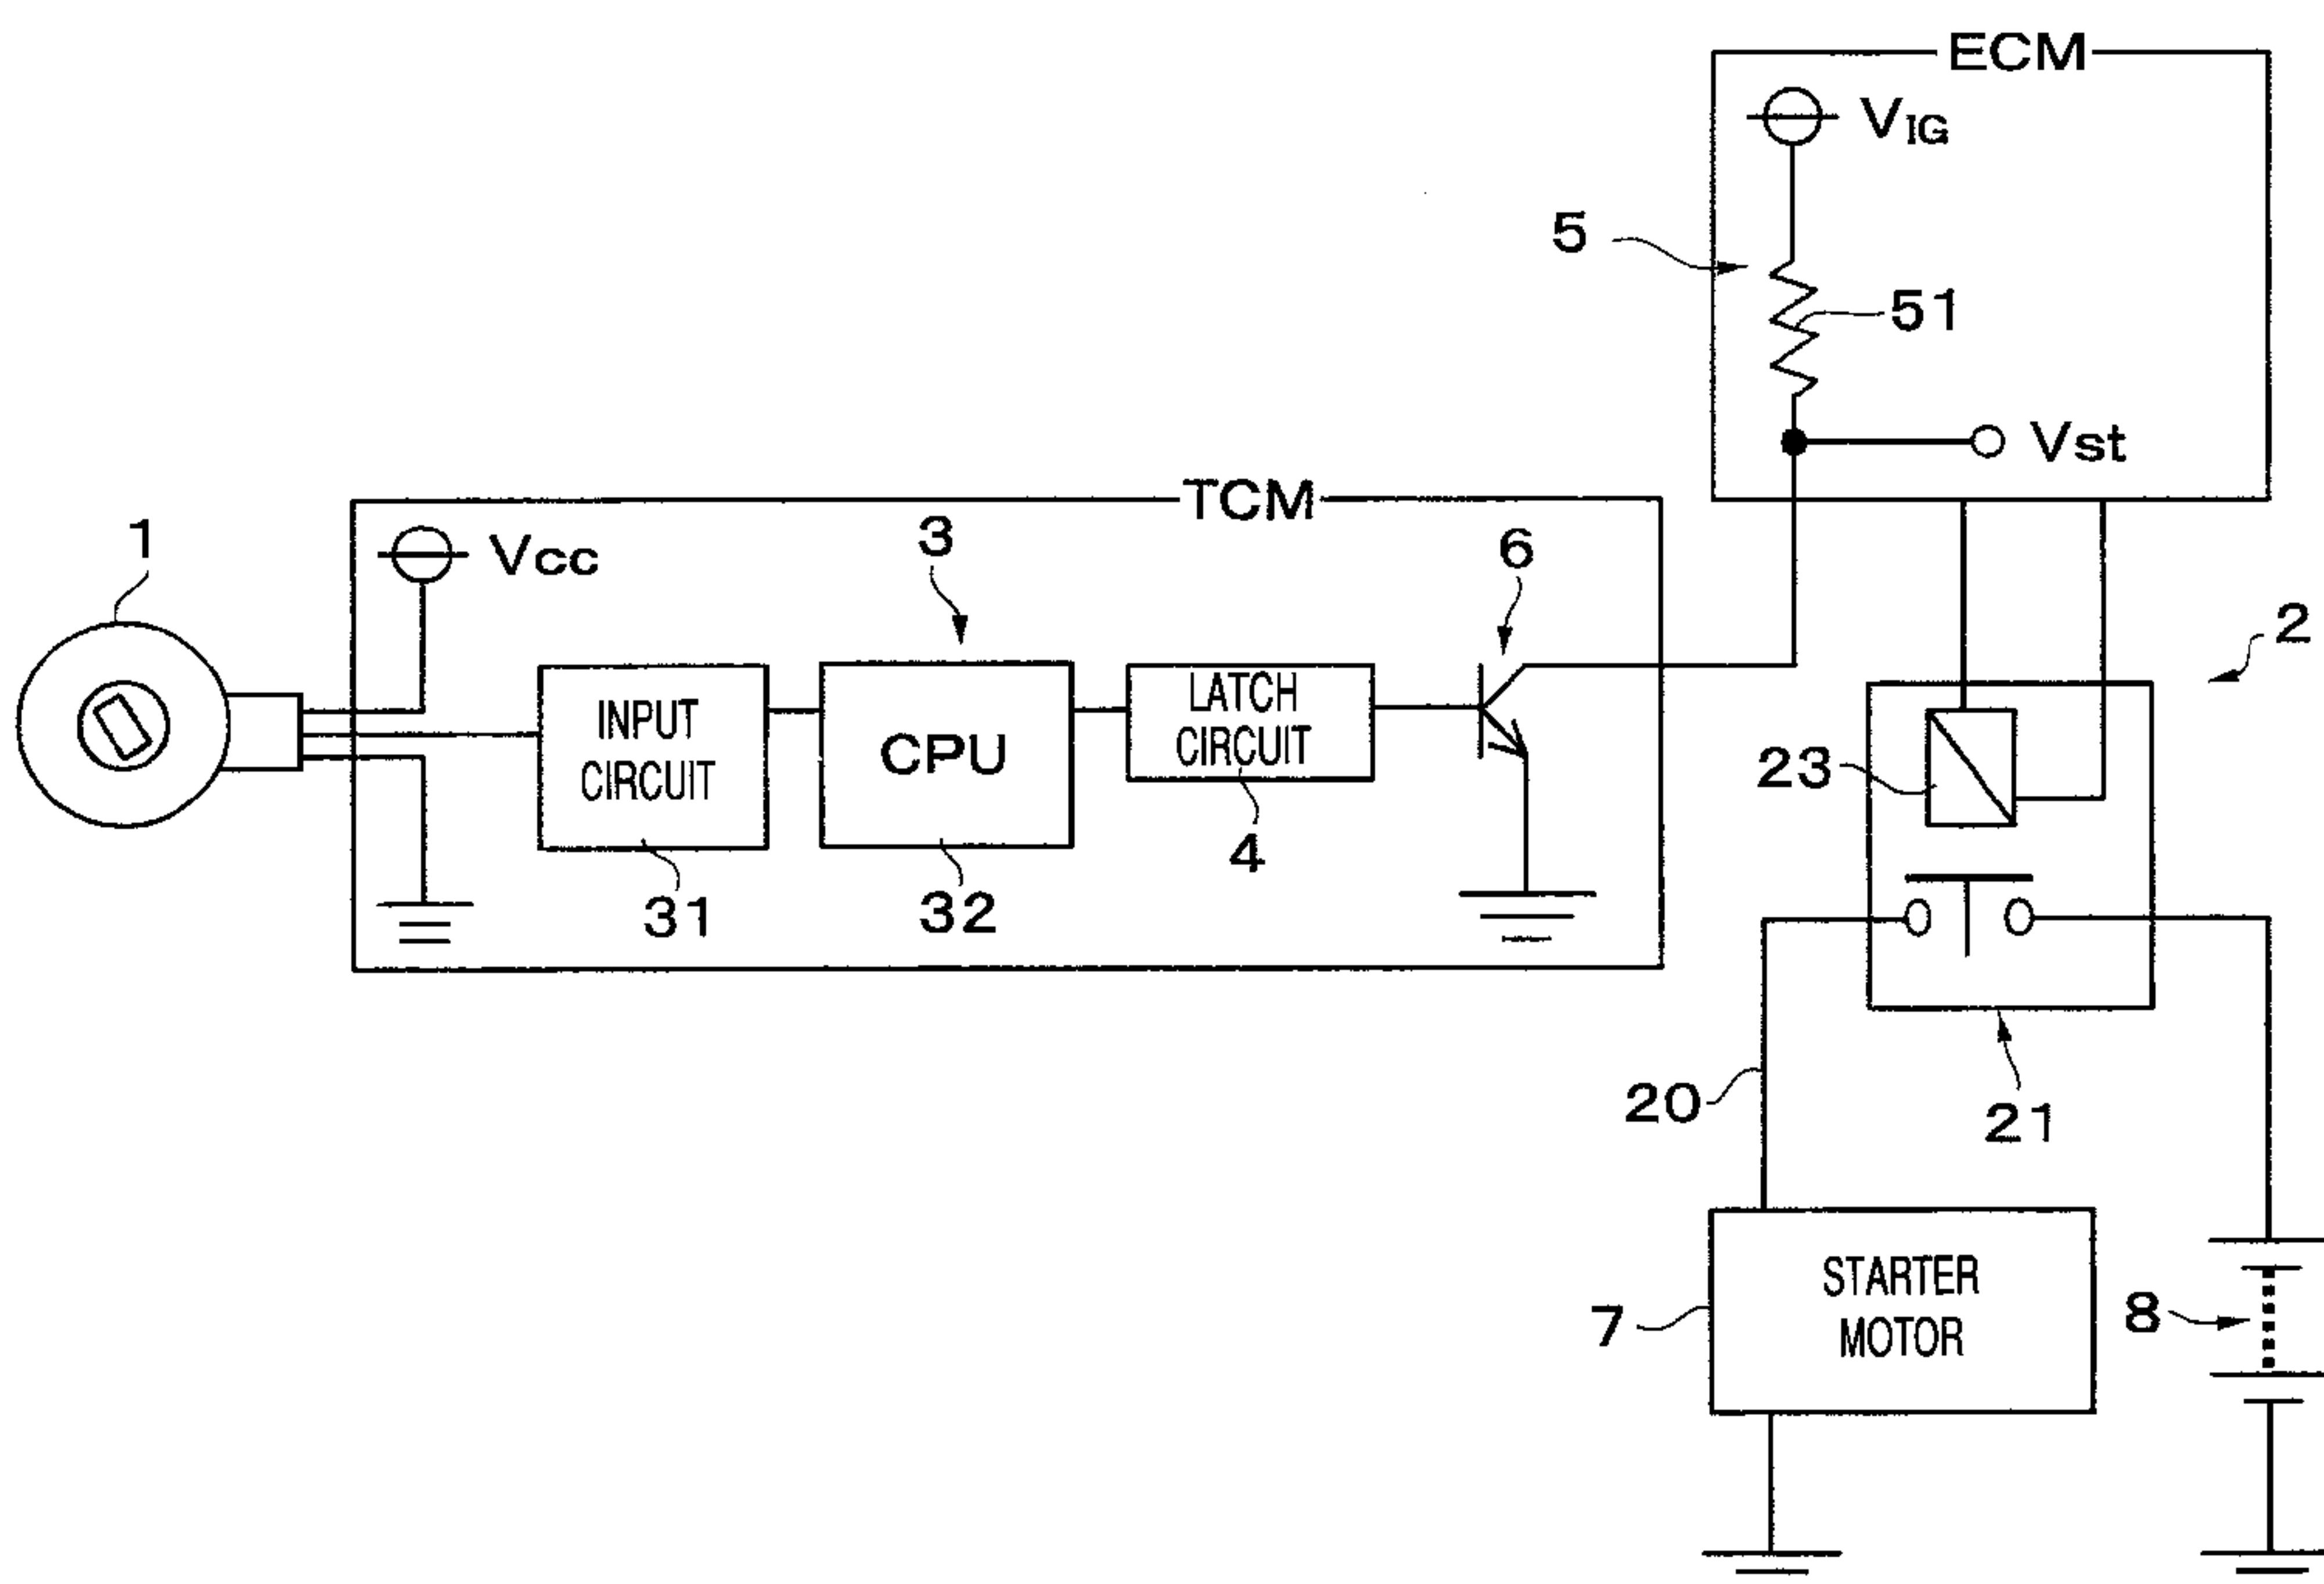 ECM
VIG
5
51
Vst
TCM
1
Vcc
3
6
2
INPUT
CIRCUIT
CPU
LATCH
CIRCUIT
23
31
32
4
20
21
STARTER
MOTOR
7
8